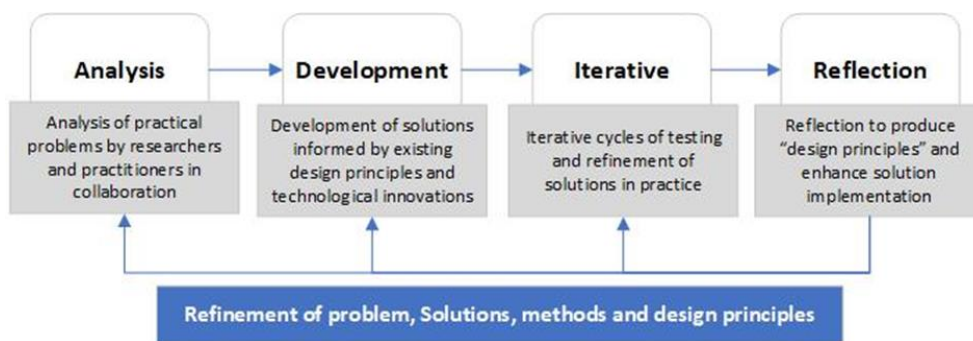 Analysis
Analysis of practical
problems by researchers
and practitioners in
collaboration
Development
Development of solutions
informed by existing
design principles and
technological innovations
Iterative
Iterative cycles of testing
and refinement of
solutions in practice
Reflection
Reflection to produce
“design principles” and
enhance solution
implementation
Refinement of problem, Solutions, methods and design principles